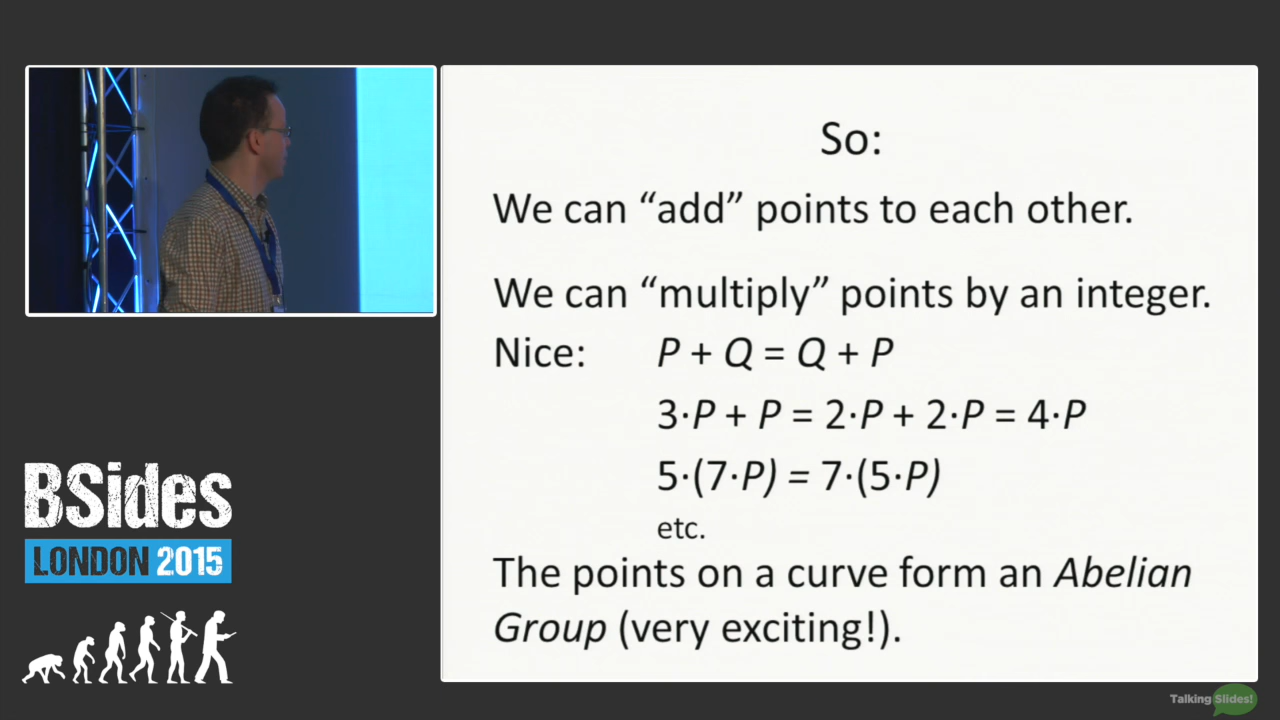 So:
We can “add” points to each other.
We can “multiply” points by an integer.
Nice: P + Q = Q + P
3·P + P = 2·P + 2·P = 4·P
5·(7·P) = 7·(5·P)
etc.
The points on a curve form an Abelian
Group (very exciting!).
BSides
LONDON 2015
Talking Slides!